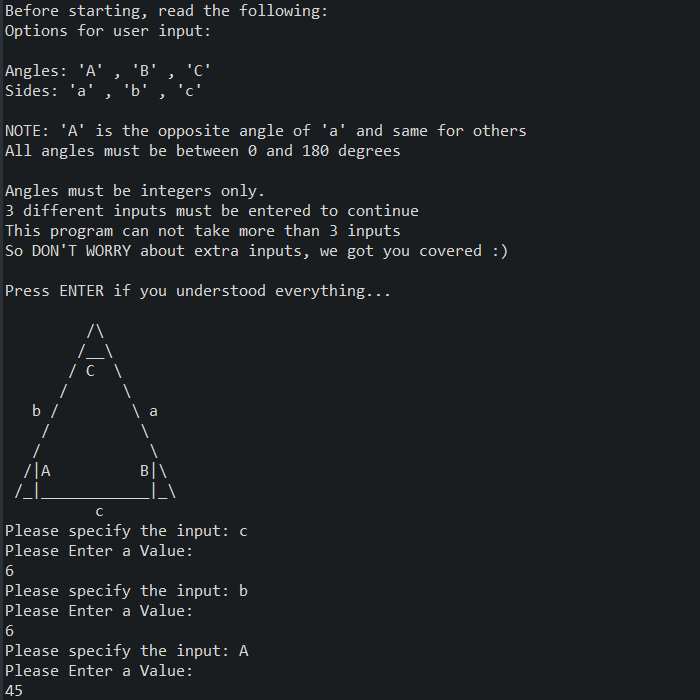 Before starting, read the following:
Options for user input:
Angles: 'A' , 'B' , 'C'
Sides: 'a' , 'b' , 'c'
NOTE: 'A' is the opposite angle of 'a' and same for others
All angles must be between 0 and 180 degrees
Angles must be integers only.
3 different inputs must be entered to continue
This program can not take more than 3 inputs
So DON'T WORRY about extra inputs, we got you covered :)
Press ENTER if you understood everything...
        /\
       /__\
      / C  \
     /      \
  b /        \ a
   /          \
  /            \
 /|A          B|\
/_|____________|_\
         c
Please specify the input: c
Please Enter a Value:
6
Please specify the input: b
Please Enter a Value:
6
Please specify the input: A
Please Enter a Value:
45